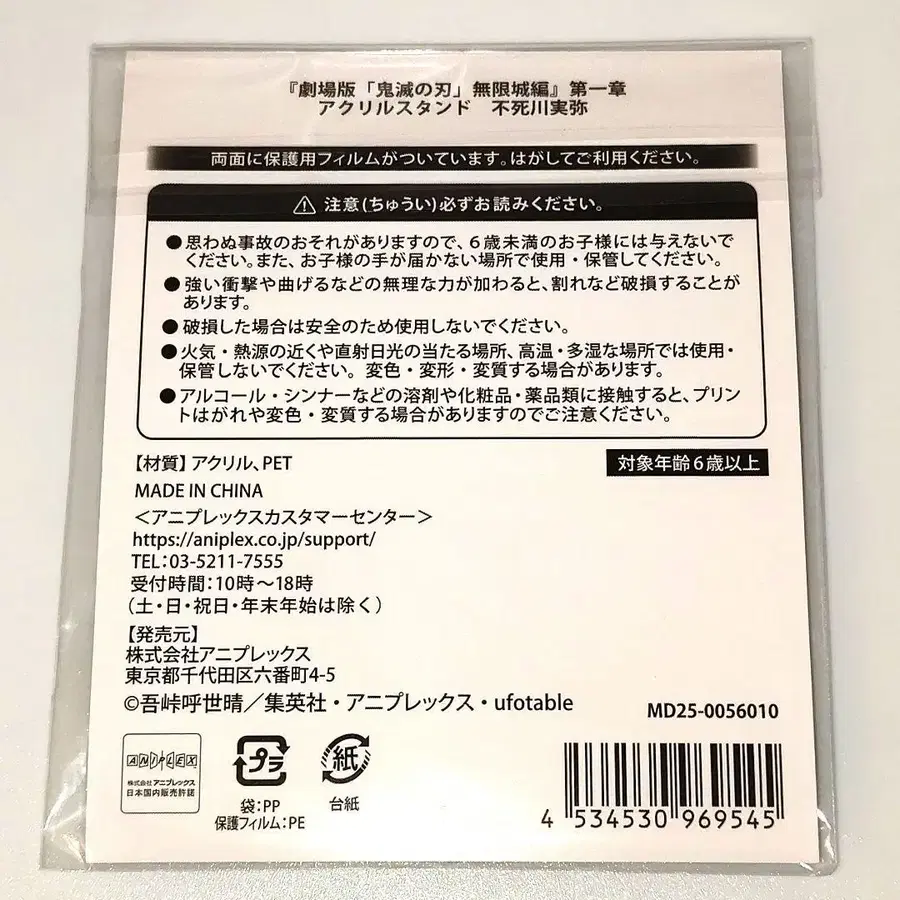 『劇場版「鬼滅の刃」無限城編』第一章
アクリルスタンド　不死川実弥
両面に保護用フィルムがついています。はがしてご利用ください。
注意(ちゅうい)必ずお読みください。
●思わぬ事故のおそれがありますので、６歳未満のお子様には与えないで
ください。また、お子様の手が届かない場所で使用・保管してください。
●強い衝撃や曲げるなどの無理な力が加わると、割れなど破損することが
あります。
●破損した場合は安全のため使用しないでください。
●火気・熱源の近くや直射日光の当たる場所、高温・多湿な場所では使用・
保管しないでください。変色・変形・変質する場合があります。
●アルコール・シンナーなどの溶剤や化粧品・薬品類に接触すると、プリン
トはがれや変色・変質する場合がありますのでご注意ください。
【材質】アクリル、PET
対象年齢６歳以上
MADE IN CHINA
＜アニプレックスカスタマーセンター＞
https://aniplex.co.jp/support/
TEL：03-5211-7555
受付時間：10時～18時
（土・日・祝日・年末年始は除く）
【発売元】
株式会社アニプレックス
東京都千代田区六番町4-5
©吾峠呼世晴／集英社・アニプレックス・ufotable
MD25-0056010
ANIPLEX
株式会社 アニプレックス
日本国内販売許諾
プラ
袋：PP
保護フィルム：PE
紙
台紙
4 534530 969545